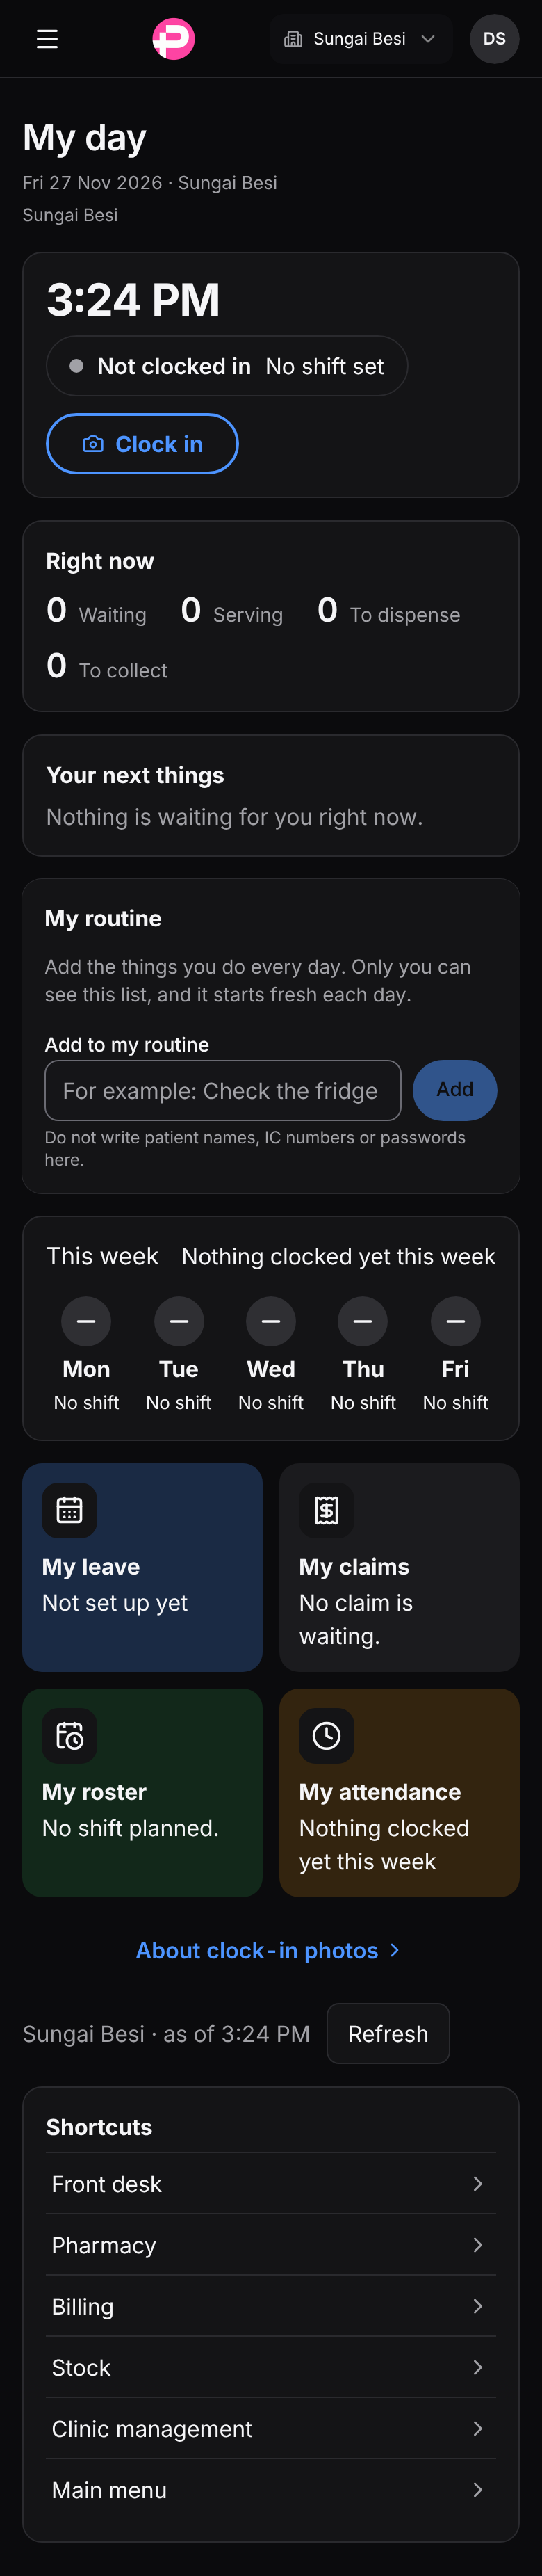 Sungai Besi
DS
My day
Fri 27 Nov 2026 · Sungai Besi
Sungai Besi
3:24 PM
Not clocked in No shift set
Clock in
Right now
0 Waiting 0 Serving 0 To dispense
0 To collect
Your next things
Nothing is waiting for you right now.
My routine
Add the things you do every day. Only you can
see this list, and it starts fresh each day.
Add to my routine
For example: Check the fridge
Add
Do not write patient names, IC numbers or passwords
here.
This week Nothing clocked yet this week
Mon Tue Wed Thu Fri
No shift No shift No shift No shift No shift
My leave
Not set up yet
My claims
No claim is
waiting.
My roster
No shift planned.
My attendance
Nothing clocked
yet this week
About clock-in photos
Sungai Besi · as of 3:24 PM
Refresh
Shortcuts
Front desk
Pharmacy
Billing
Stock
Clinic management
Main menu